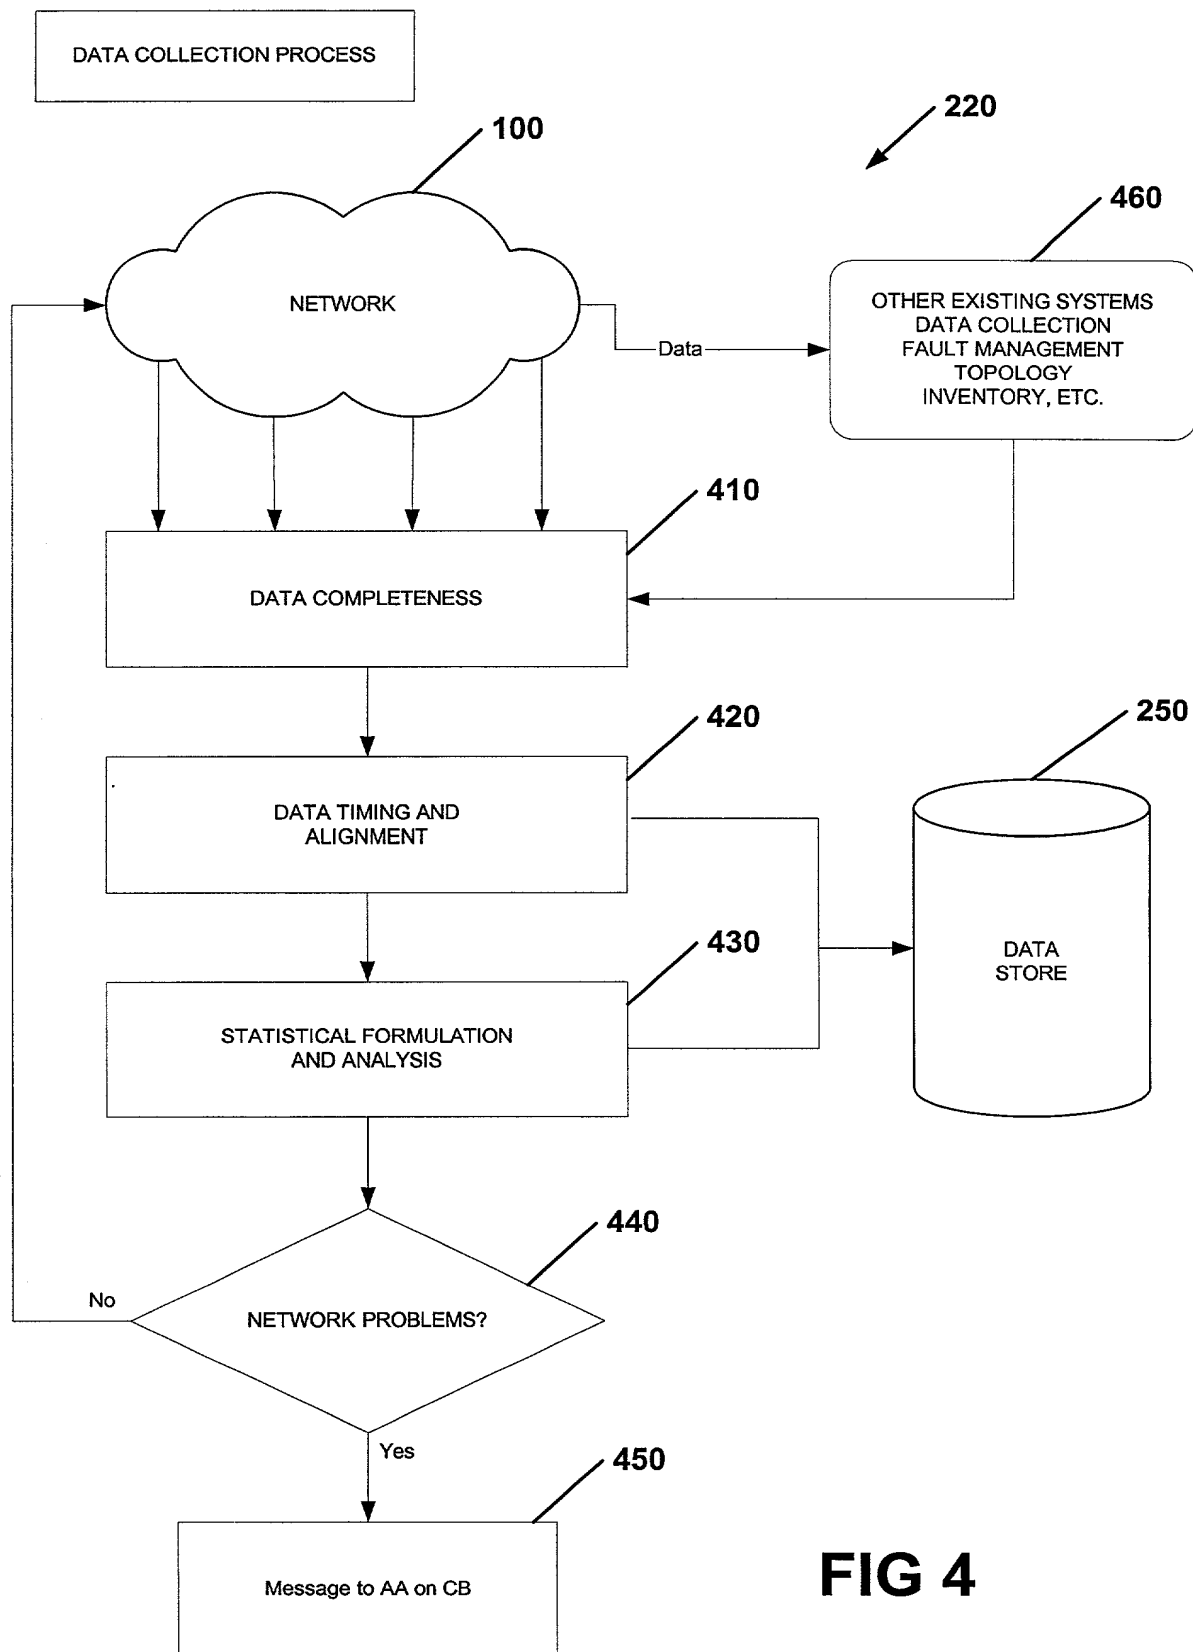 DATA COLLECTION PROCESS
100
220
460
NETWORK
Data
OTHER EXISTING SYSTEMS
DATA COLLECTION
FAULT MANAGEMENT
TOPOLOGY
INVENTORY, ETC.
410
DATA COMPLETENESS
420
250
DATA TIMING AND
ALIGNMENT
430
DATA
STORE
STATISTICAL FORMULATION
AND ANALYSIS
440
No
NETWORK PROBLEMS?
Yes
450
Message to AA on CB
FIG 4